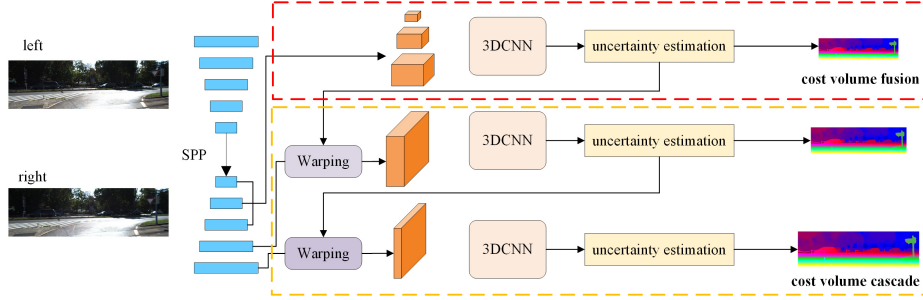 left
3DCNN
uncertainty estimation
cost volume fusion
SPP
right
Warping
3DCNN
uncertainty estimation
Warping
3DCNN
uncertainty estimation
cost volume cascade